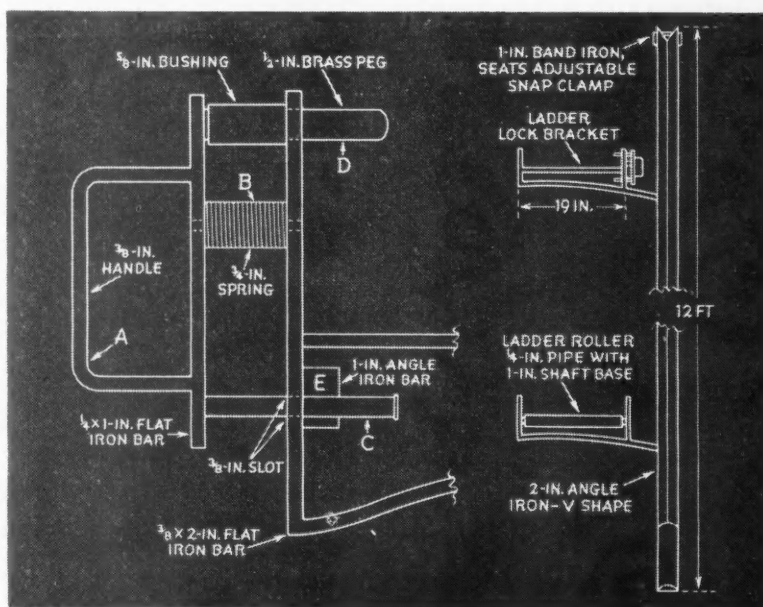 5/8-IN. BUSHING
1/2-IN. BRASS PEG
D
B
3/8-IN.
HANDLE
3/4-IN.
SPRING
A
1-IN. ANGLE
IRON BAR
E
C
1/4 × 1-IN. FLAT
IRON BAR
3/8-IN. SLOT
3/8 × 2-IN. FLAT
IRON BAR
1-IN. BAND IRON,
SEATS ADJUSTABLE
SNAP CLAMP
LADDER
LOCK BRACKET
19 IN.
12 FT
LADDER ROLLER
1/4-IN. PIPE WITH
1-IN. SHAFT BASE
2-IN. ANGLE
IRON-V SHAPE